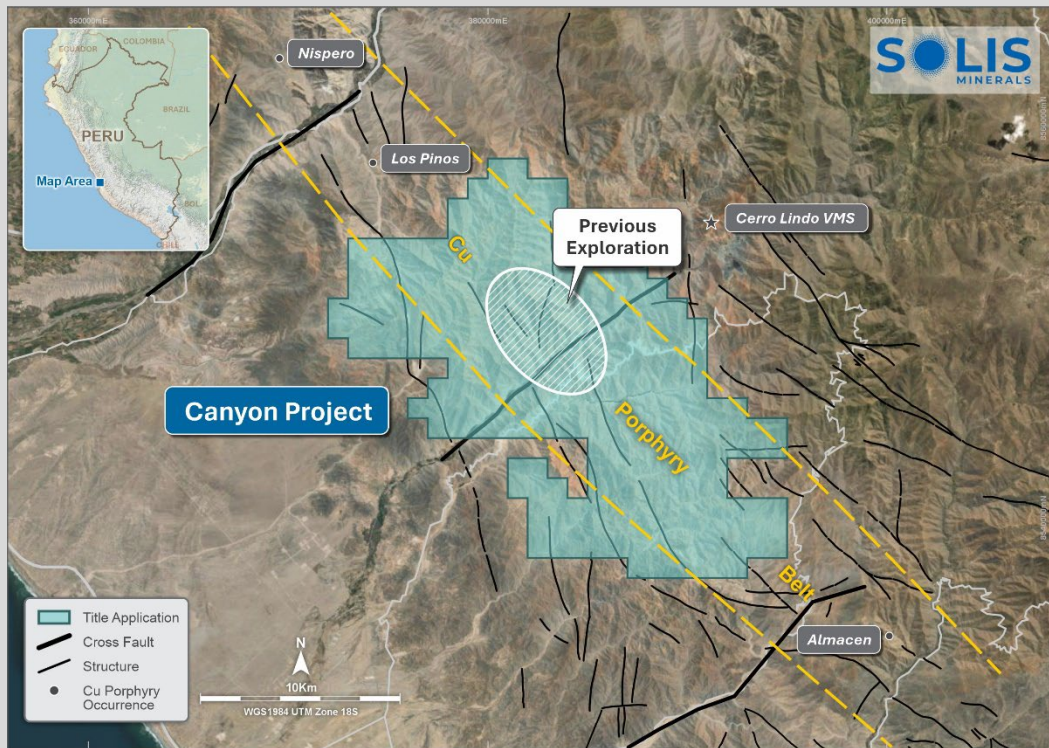 360000mE
380000mE
400000mE
SOLIS
MINERALS
ECUADOR
COLOMBIA
BRAZIL
PERU
Map Area
BOL.
Nispero
Los Pinos
Cerro Lindo VMS
Previous
Exploration
Cu
Porphyry
Belt
Canyon Project
Almacen
Title Application
Cross Fault
Structure
Cu Porphyry
Occurrence
N
10Km
WGS1984 UTM Zone 18S